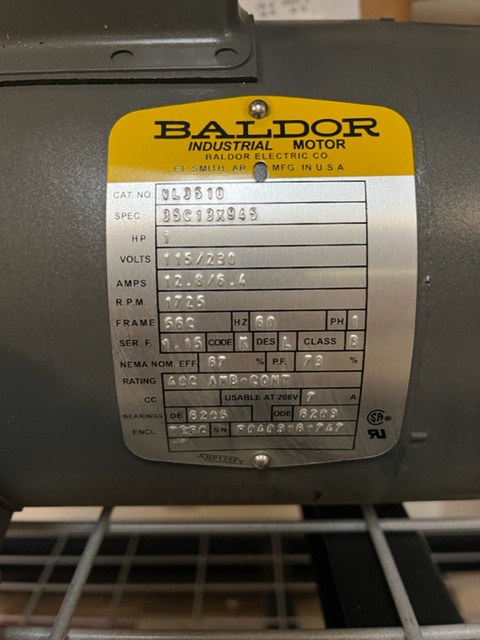 BALDOR
INDUSTRIAL MOTOR
BALDOR ELECTRIC CO.
FT. SMITH, AR. MFG. IN U.S.A.
CAT. NO. VL3510
SPEC. 35C13X945
HP 1
VOLTS 115/230
AMPS 12.8/6.4
R.P.M. 1725
FRAME 56C HZ 60 PH 1
SER. F. 1.15 CODE K DES L CLASS B
NEMA NOM. EFF 67 % P.F. 73 %
RATING 40C AMB-CONT
CC USABLE AT 208V 7 A
BEARINGS DE 6205 ODE 6203
ENCL. TEFC SN
NP1256